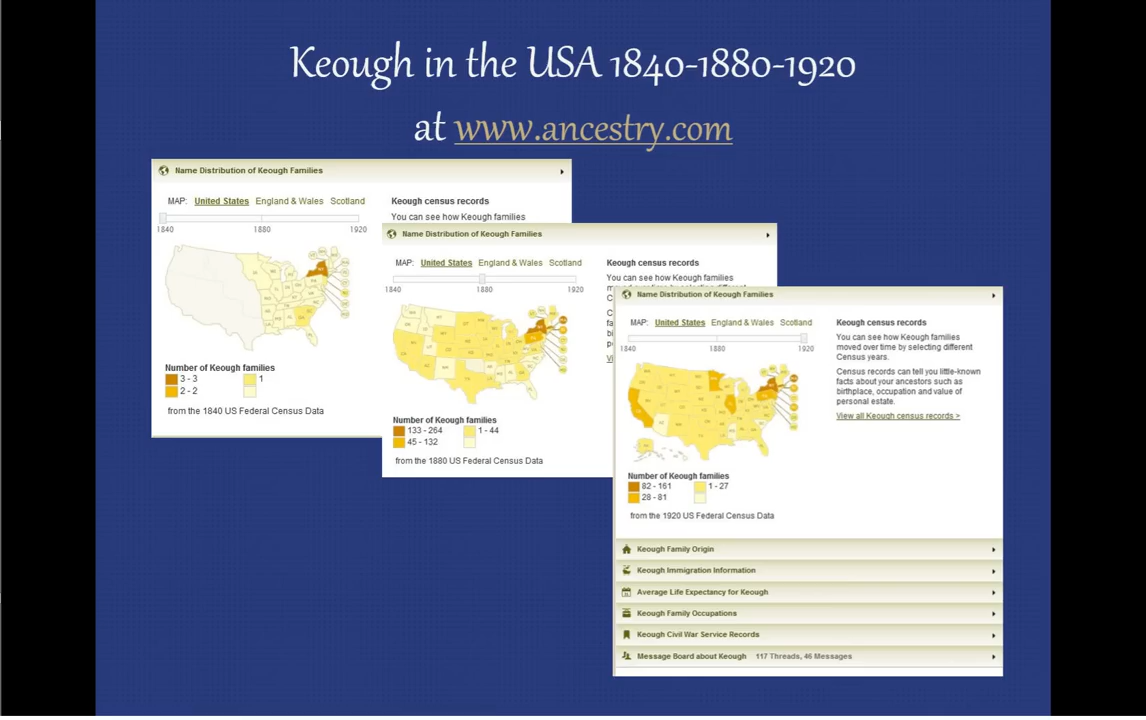 Keough in the USA 1840-1880-1920
at www.ancestry.com
Name Distribution of Keough Families
MAP: United States England & Wales Scotland
1840 1880 1920
Keough census records
You can see how Keough families
Number of Keough families
3 - 3 1
2 - 2
from the 1840 US Federal Census Data
Name Distribution of Keough Families
MAP: United States England & Wales Scotland
1840 1880 1920
Keough census records
You can see how Keough families
Number of Keough families
133 - 264 1 - 44
45 - 132
from the 1880 US Federal Census Data
Name Distribution of Keough Families
MAP: United States England & Wales Scotland
1840 1880 1920
Keough census records
You can see how Keough families
moved over time by selecting different
Census years.
Census records can tell you little-known
facts about your ancestors such as
birthplace, occupation and value of
personal estate.
View all Keough census records >
Number of Keough families
82 - 161 1 - 27
28 - 81
from the 1920 US Federal Census Data
Keough Family Origin
Keough Immigration Information
Average Life Expectancy for Keough
Keough Family Occupations
Keough Civil War Service Records
Message Board about Keough 117 Threads, 46 Messages